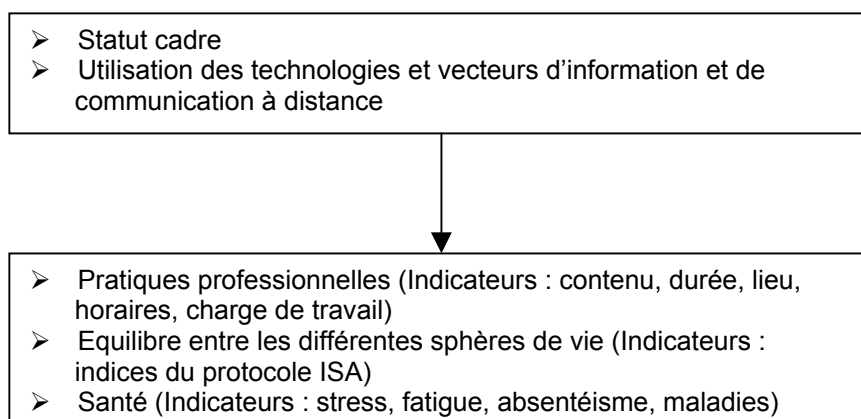 ➢ Statut cadre
➢ Utilisation des technologies et vecteurs d’information et de
communication à distance
➢ Pratiques professionnelles (Indicateurs : contenu, durée, lieu,
horaires, charge de travail)
➢ Equilibre entre les différentes sphères de vie (Indicateurs :
indices du protocole ISA)
➢ Santé (Indicateurs : stress, fatigue, absentéisme, maladies)